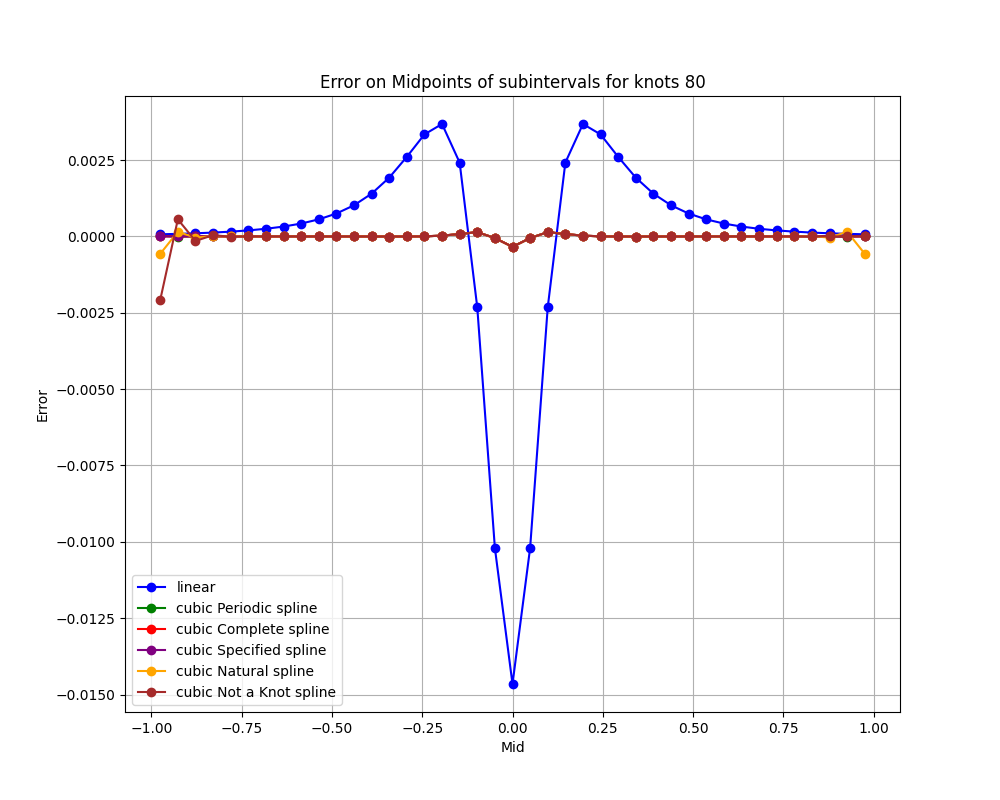 Error on Midpoints of subintervals for knots 80
Error
0.0025
0.0000
−0.0025
−0.0050
−0.0075
−0.0100
−0.0125
−0.0150
linear
cubic Periodic spline
cubic Complete spline
cubic Specified spline
cubic Natural spline
cubic Not a Knot spline
−1.00 −0.75 −0.50 −0.25 0.00 0.25 0.50 0.75 1.00
Mid